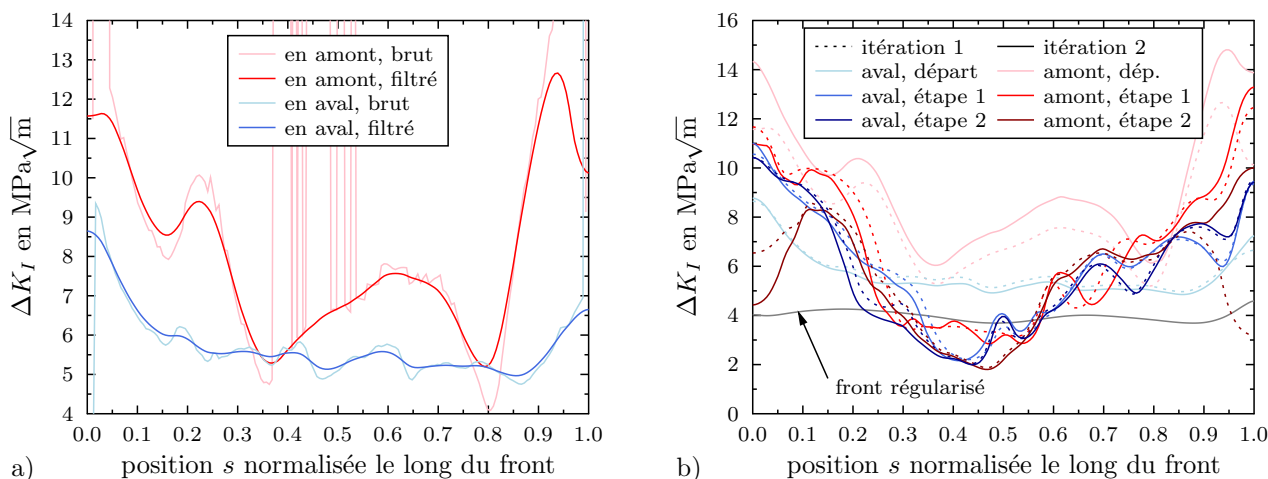 14
13
12
11
10
9
8
7
6
5
4
0.0 0.1 0.2 0.3 0.4 0.5 0.6 0.7 0.8 0.9 1.0
ΔK_I en MPa√m
position s normalisée le long du front
en amont, brut
en amont, filtré
en aval, brut
en aval, filtré
a)
16
14
12
10
8
6
4
2
0
0.0 0.1 0.2 0.3 0.4 0.5 0.6 0.7 0.8 0.9 1.0
ΔK_I en MPa√m
position s normalisée le long du front
itération 1 itération 2
aval, départ amont, dép.
aval, étape 1 amont, étape 1
aval, étape 2 amont, étape 2
front régularisé
b)